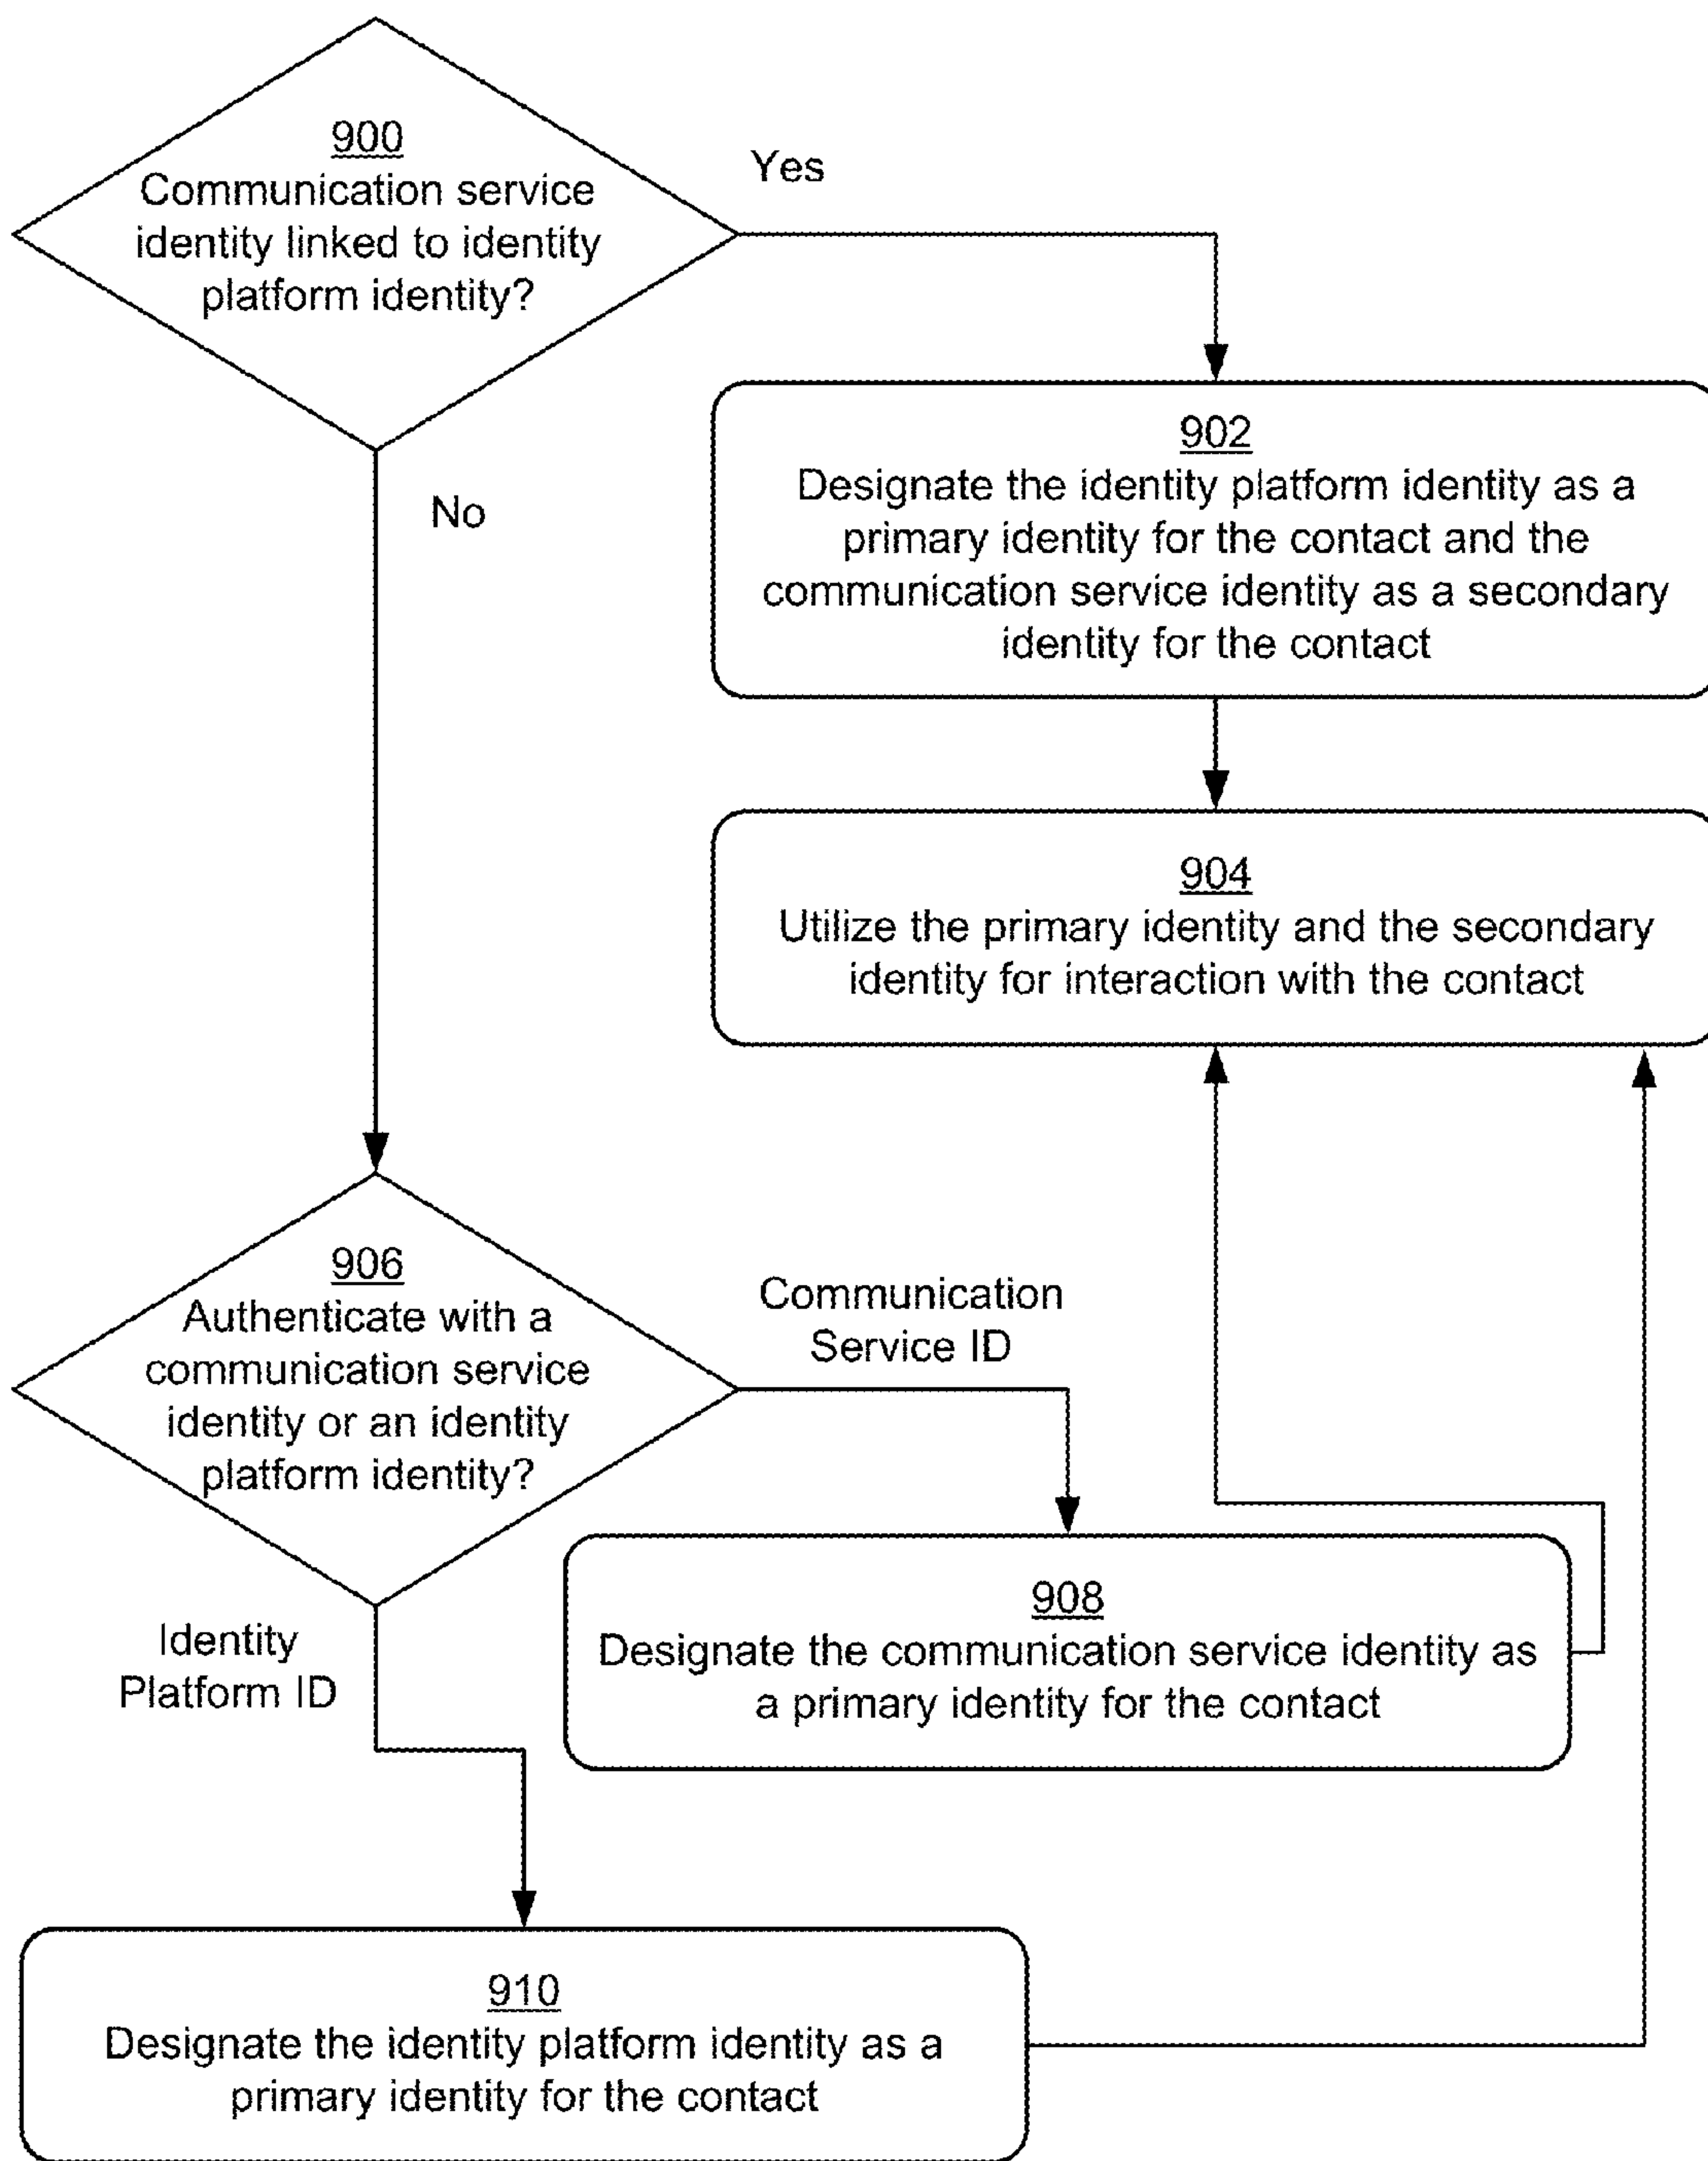 900
Communication service
identity linked to identity
platform identity?
Yes
No
902
Designate the identity platform identity as a
primary identity for the contact and the
communication service identity as a secondary
identity for the contact
904
Utilize the primary identity and the secondary
identity for interaction with the contact
906
Authenticate with a
communication service
identity or an identity
platform identity?
Communication
Service ID
Identity
Platform ID
908
Designate the communication service identity as
a primary identity for the contact
910
Designate the identity platform identity as a
primary identity for the contact